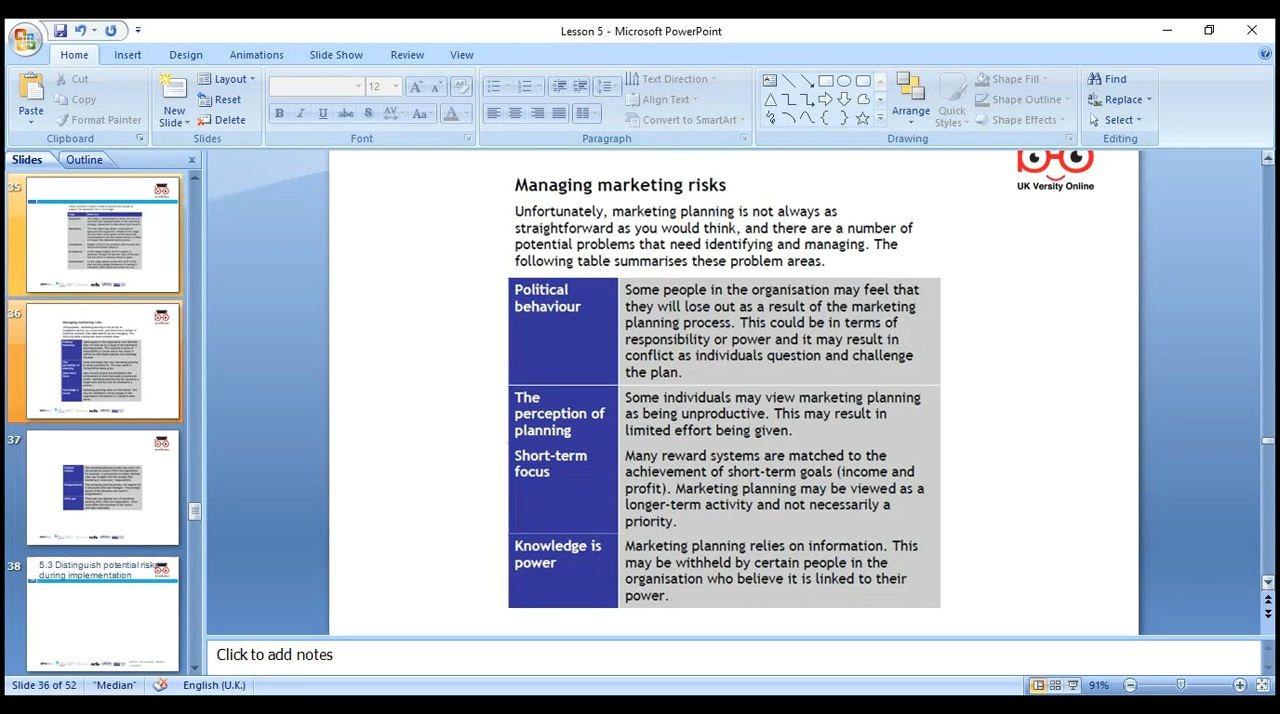 Lesson 5 - Microsoft PowerPoint
Home Insert Design Animations Slide Show Review View
Paste
Cut
Copy
Format Painter
Clipboard
New
Slide
Layout
Reset
Delete
Slides
12
B I U abe S AV Aa A
Font
Text Direction
Align Text
Convert to SmartArt
Paragraph
Arrange
Quick
Styles
Shape Fill
Shape Outline
Shape Effects
Drawing
Find
Replace
Select
Editing
Slides Outline
35
36
Managing marketing risks
37
38
5.3 Distinguish potential risks
during implementation
UK Versity Online
Managing marketing risks
Unfortunately, marketing planning is not always as
straightforward as you would think, and there are a number of
potential problems that need identifying and managing. The
following table summarises these problem areas.
Political
behaviour
Some people in the organisation may feel that
they will lose out as a result of the marketing
planning process. This could be in terms of
responsibility or power and it may result in
conflict as individuals question and challenge
the plan.
The
perception of
planning
Some individuals may view marketing planning
as being unproductive. This may result in
limited effort being given.
Short-term
focus
Many reward systems are matched to the
achievement of short-term goals (income and
profit). Marketing planning may be viewed as a
longer-term activity and not necessarily a
priority.
Knowledge is
power
Marketing planning relies on information. This
may be withheld by certain people in the
organisation who believe it is linked to their
power.
Click to add notes
Slide 36 of 52 "Median" English (U.K.) 91%